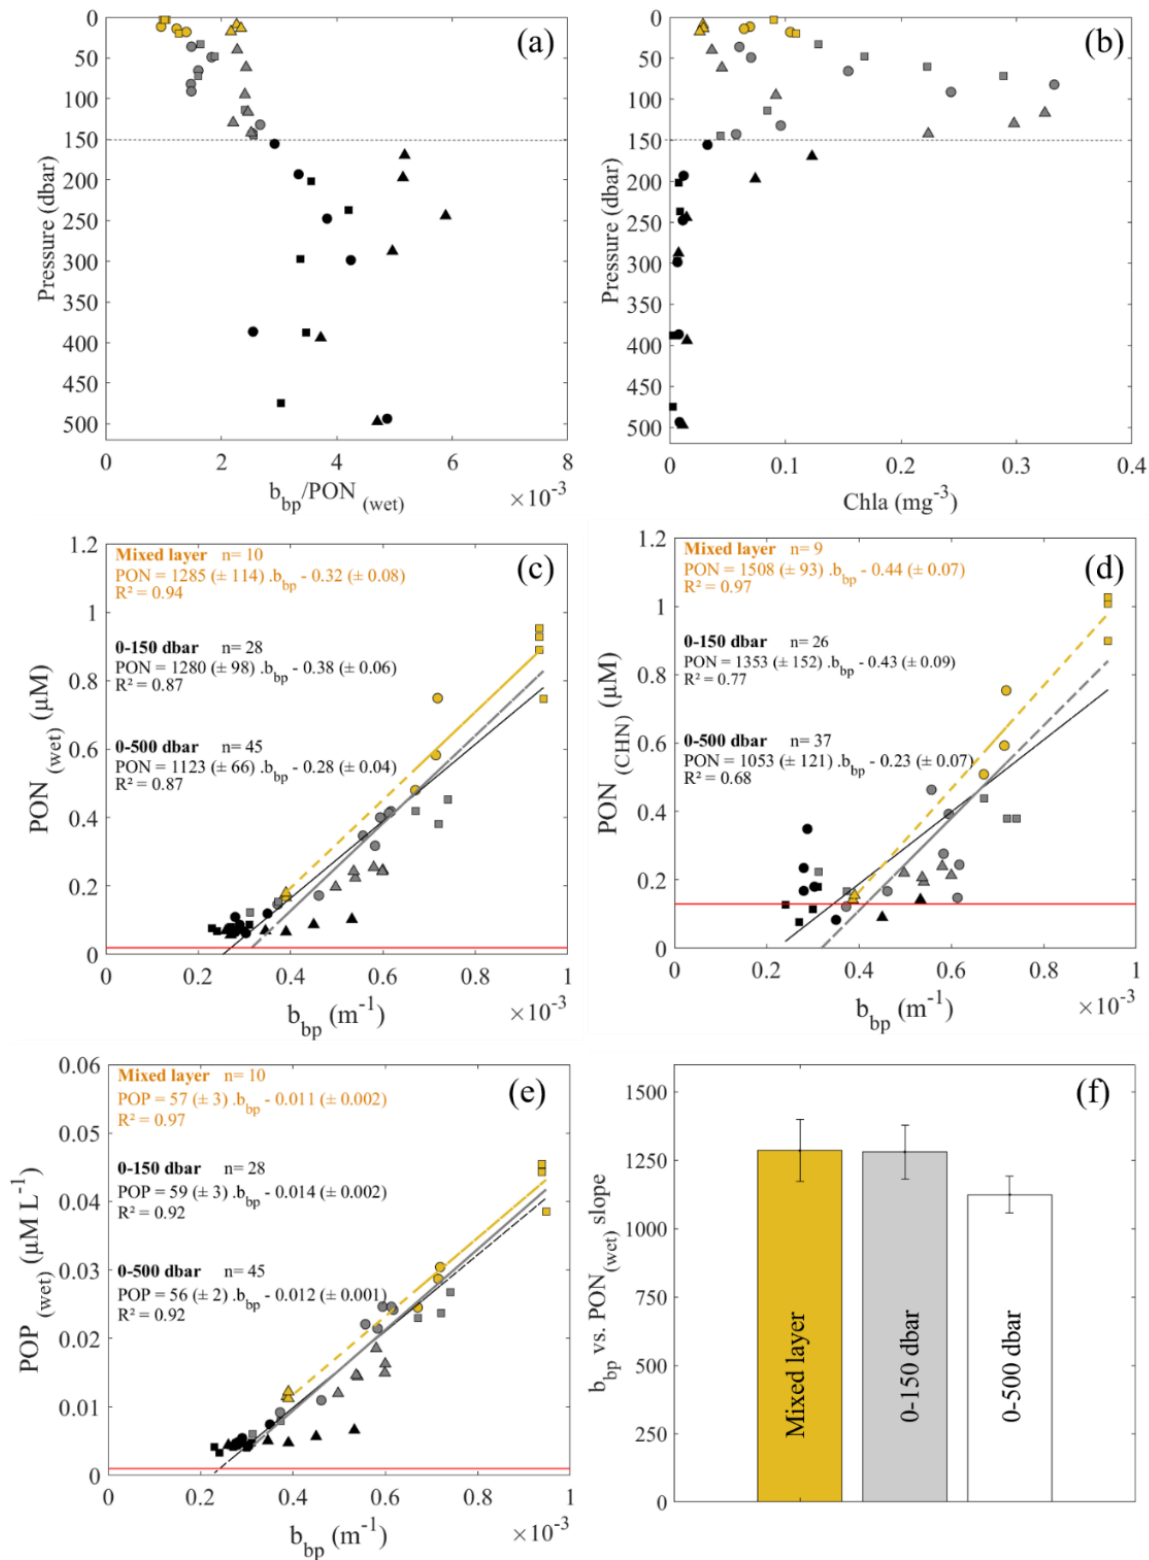 (a)
0
50
100
150
200
250
300
350
400
450
500
Pressure (dbar)
0 2 4 6 8
b_bp/PON (wet)
×10⁻³
(b)
0
50
100
150
200
250
300
350
400
450
500
Pressure (dbar)
0 0.1 0.2 0.3 0.4
Chla (mg⁻³)
(c)
Mixed layer n= 10
PON = 1285 (± 114) .b_bp - 0.32 (± 0.08)
R² = 0.94
0-150 dbar n= 28
PON = 1280 (± 98) .b_bp - 0.38 (± 0.06)
R² = 0.87
0-500 dbar n= 45
PON = 1123 (± 66) .b_bp - 0.28 (± 0.04)
R² = 0.87
1.2
1
0.8
0.6
0.4
0.2
0
PON (wet) (μM)
0 0.2 0.4 0.6 0.8 1
b_bp (m⁻¹)
×10⁻³
(d)
Mixed layer n= 9
PON = 1508 (± 93) .b_bp - 0.44 (± 0.07)
R² = 0.97
0-150 dbar n= 26
PON = 1353 (± 152) .b_bp - 0.43 (± 0.09)
R² = 0.77
0-500 dbar n= 37
PON = 1053 (± 121) .b_bp - 0.23 (± 0.07)
R² = 0.68
1.2
1
0.8
0.6
0.4
0.2
0
PON (CHN) (μM)
0 0.2 0.4 0.6 0.8 1
b_bp (m⁻¹)
×10⁻³
(e)
Mixed layer n= 10
POP = 57 (± 3) .b_bp - 0.011 (± 0.002)
R² = 0.97
0-150 dbar n= 28
POP = 59 (± 3) .b_bp - 0.014 (± 0.002)
R² = 0.92
0-500 dbar n= 45
POP = 56 (± 2) .b_bp - 0.012 (± 0.001)
R² = 0.92
0.06
0.05
0.04
0.03
0.02
0.01
0
POP (wet) (μM L⁻¹)
0 0.2 0.4 0.6 0.8 1
b_bp (m⁻¹)
×10⁻³
(f)
1500
1250
1000
750
500
250
0
b_bp vs. PON (wet) slope
Mixed layer
0-150 dbar
0-500 dbar